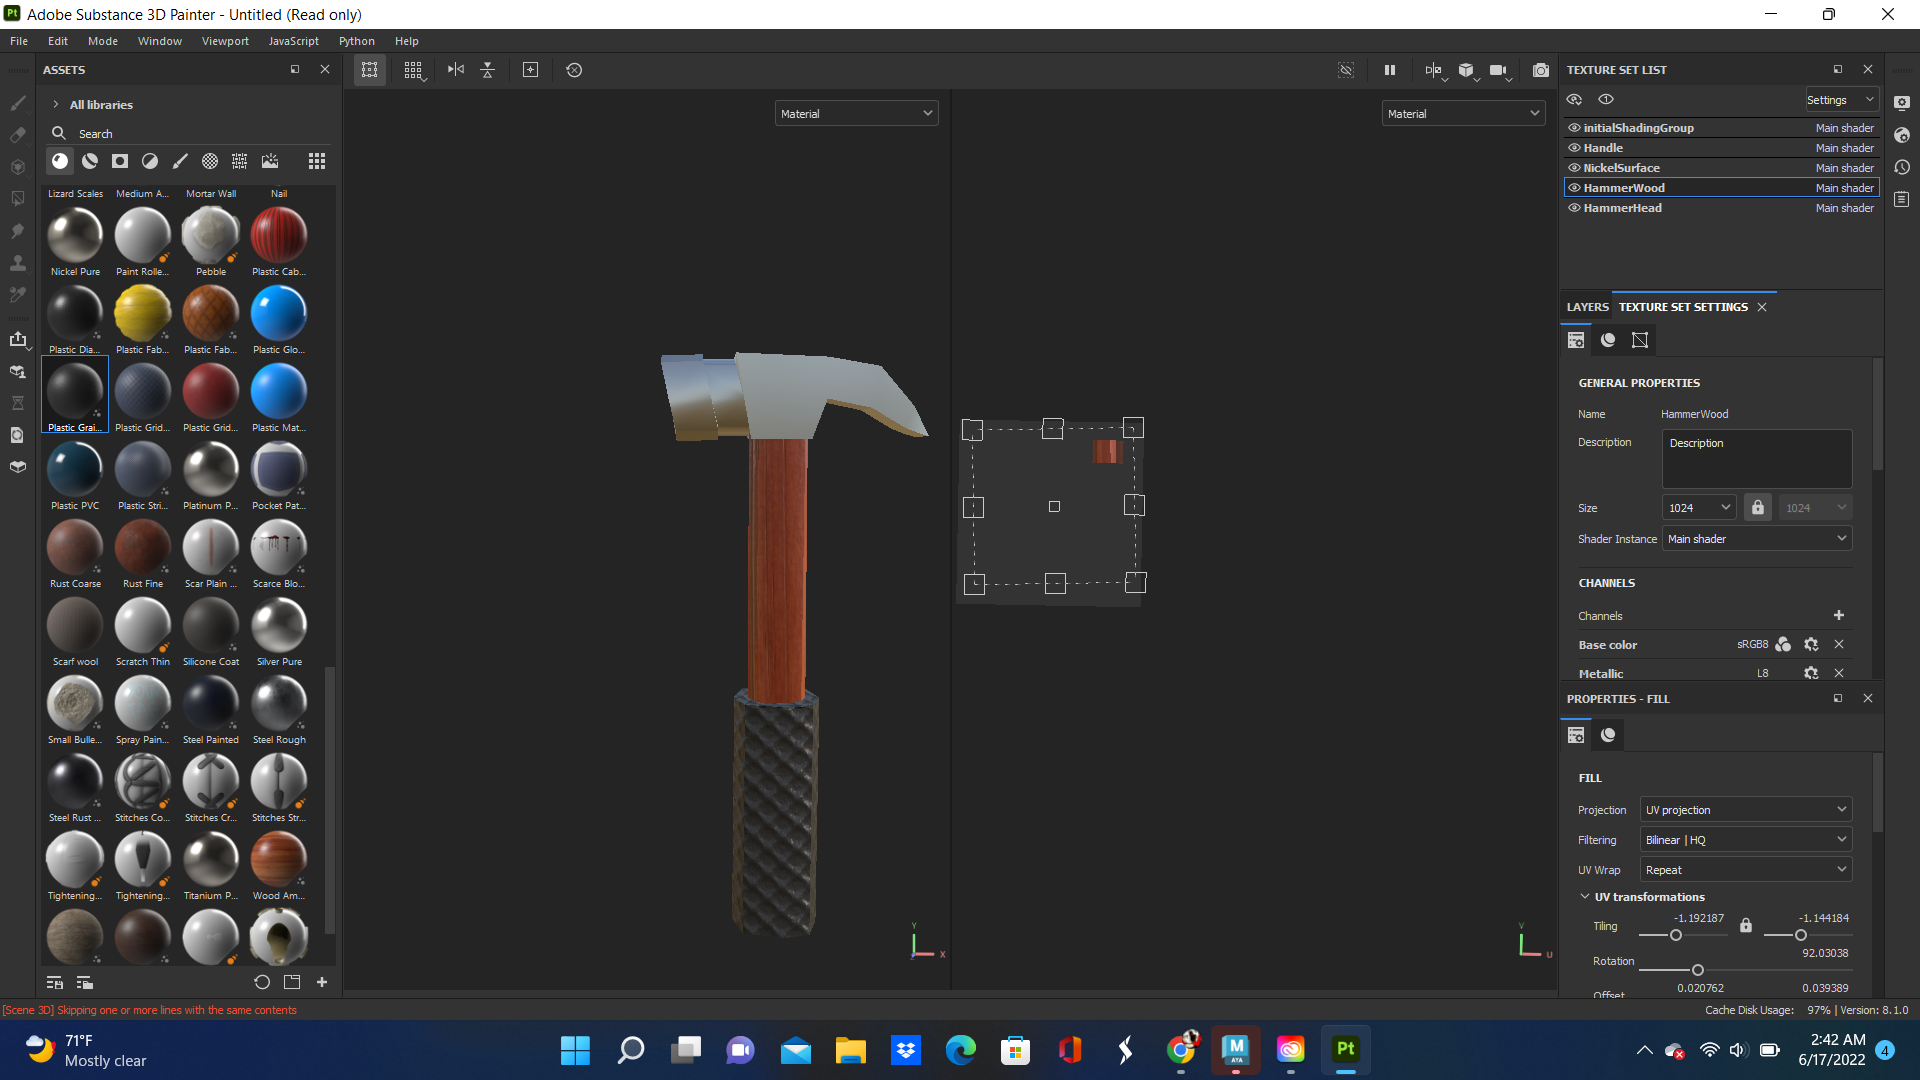 Pt Adobe Substance 3D Painter - Untitled (Read only)
File Edit Mode Window Viewport JavaScript Python Help
ASSETS
All libraries
Search
Lizard Scales Medium A... Mortar Wall Nail
Nickel Pure Paint Rolle... Pebble Plastic Cab...
Plastic Dia... Plastic Fab... Plastic Fab... Plastic Glo...
Plastic Grai... Plastic Grid... Plastic Grid... Plastic Mat...
Plastic PVC Plastic Stri... Platinum P... Pocket Pat...
Rust Coarse Rust Fine Scar Plain ... Scarce Blo...
Scarf wool Scratch Thin Silicone Coat Silver Pure
Small Bulle... Spray Pain... Steel Painted Steel Rough
Steel Rust ... Stitches Co... Stitches Cr... Stitches Str...
Tightening... Tightening... Titanium P... Wood Am...
Material
Y
X
Material
V
U
TEXTURE SET LIST
Settings
initialShadingGroup Main shader
Handle Main shader
NickelSurface Main shader
HammerWood Main shader
HammerHead Main shader
LAYERS TEXTURE SET SETTINGS
GENERAL PROPERTIES
Name HammerWood
Description Description
Size 1024 1024
Shader Instance Main shader
CHANNELS
Channels
Base color sRGB8
Metallic L8
PROPERTIES - FILL
FILL
Projection UV projection
Filtering Bilinear | HQ
UV Wrap Repeat
UV transformations
Tiling -1.192187 -1.144184
Rotation 92.03038
Offset 0.020762 0.039389
[Scene 3D] Skipping one or more lines with the same contents
Cache Disk Usage: 97% | Version: 8.1.0
71°F
Mostly clear
M
AYA
Pt
2:42 AM
6/17/2022
4